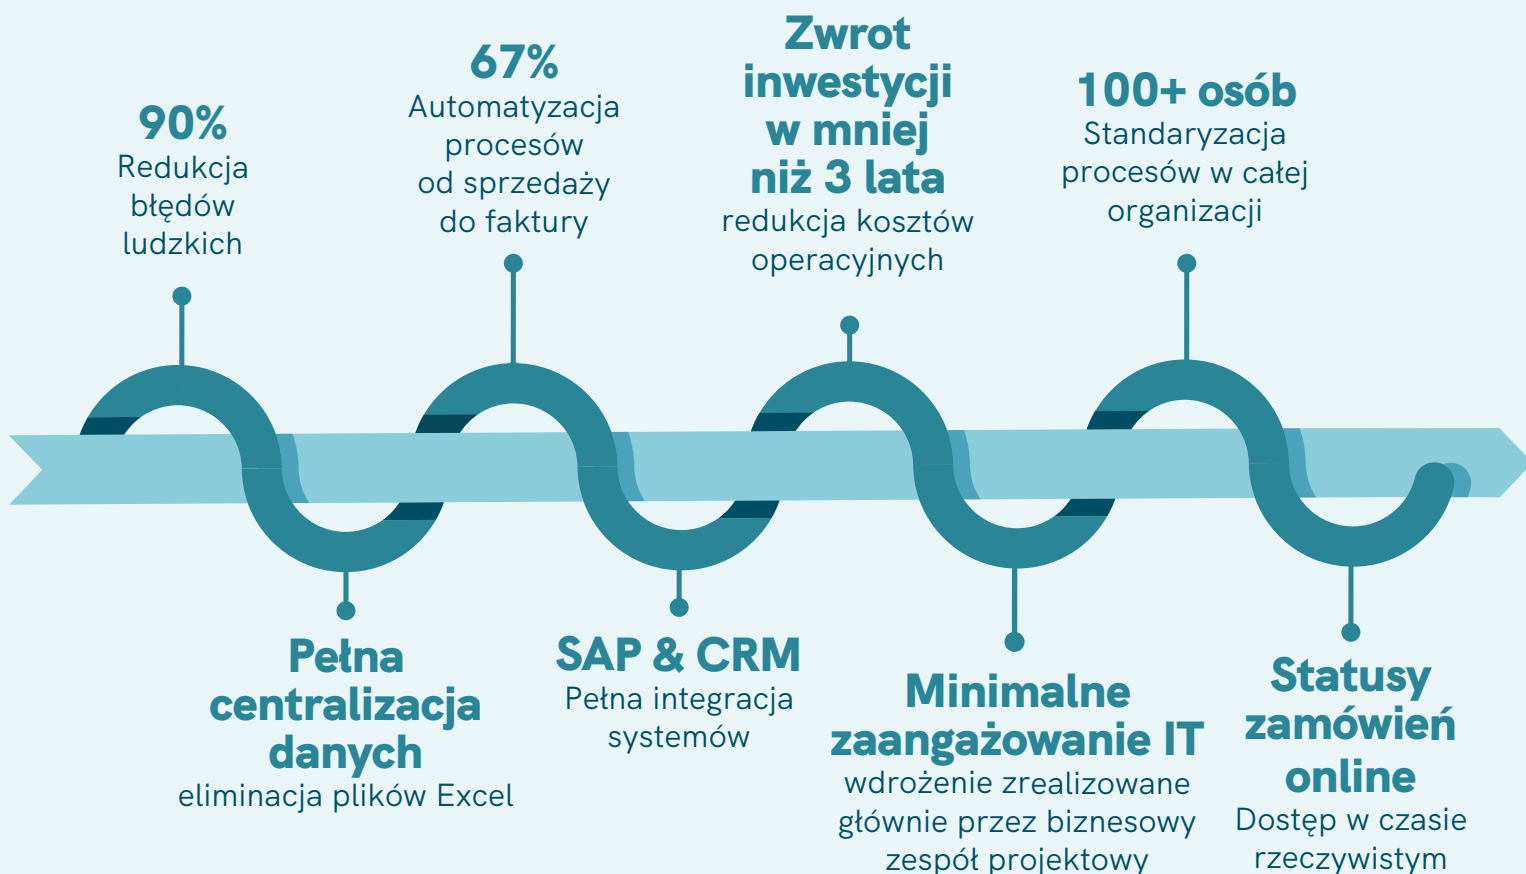 90%
Redukcja
błędów
ludzkich
67%
Automatyzacja
procesów
od sprzedaży
do faktury
Zwrot
inwestycji
w mniej
niż 3 lata
redukcja kosztów
operacyjnych
100+ osób
Standaryzacja
procesów w całej
organizacji
Pełna
centralizacja
danych
eliminacja plików Excel
SAP & CRM
Pełna integracja
systemów
Minimalne
zaangażowanie IT
wdrożenie zrealizowane
głównie przez biznesowy
zespół projektowy
Statusy
zamówień
online
Dostęp w czasie
rzeczywistym